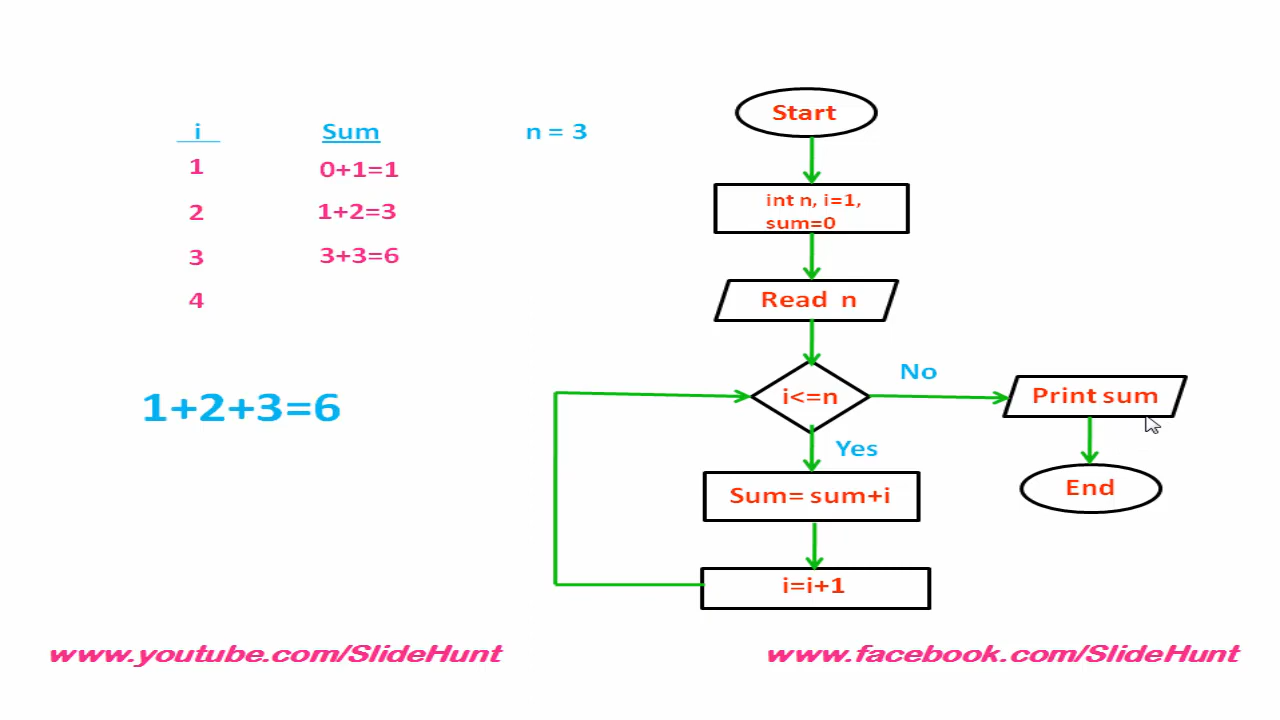 i Sum n = 3
1 0+1=1
2 1+2=3
3 3+3=6
4
1+2+3=6
Start
int n, i=1,
sum=0
Read n
i<=n
No
Print sum
Yes
End
Sum= sum+i
i=i+1
www.youtube.com/SlideHunt
www.facebook.com/SlideHunt